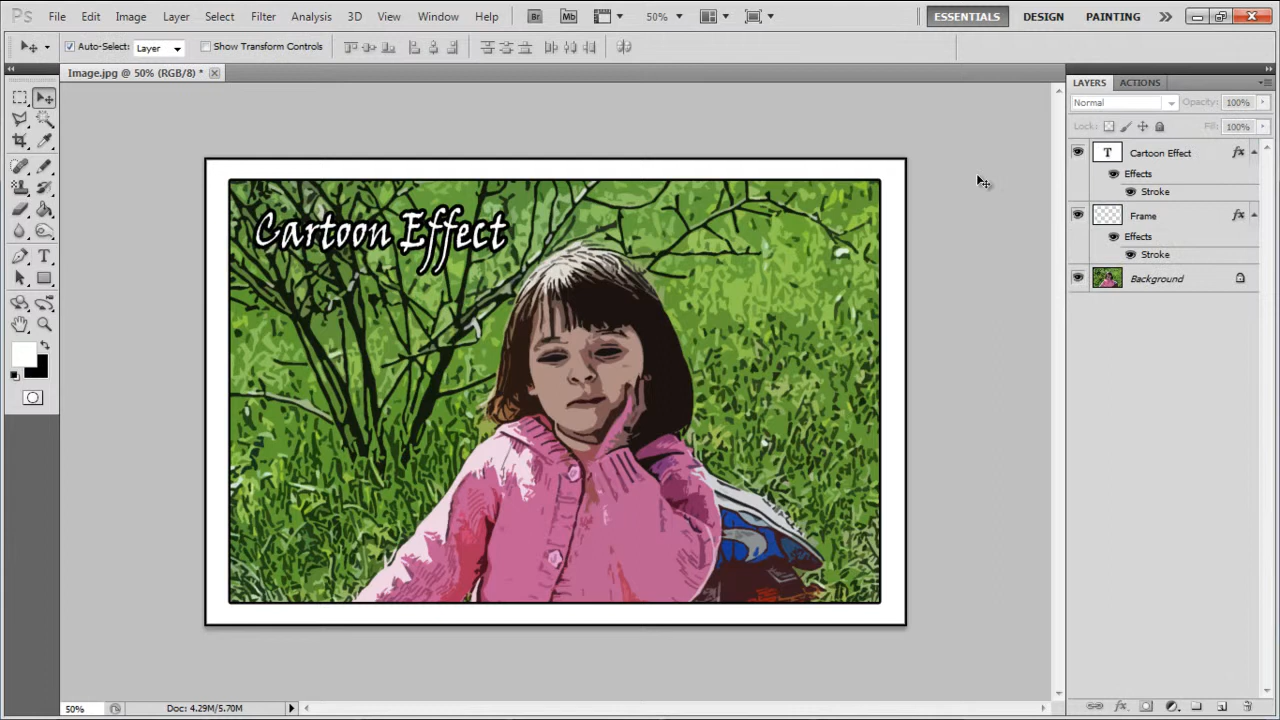 Ps File Edit Image Layer Select Filter Analysis 3D View Window Help Br Mb 50% ESSENTIALS DESIGN PAINTING
Auto-Select: Layer Show Transform Controls
Image.jpg @ 50% (RGB/8) *
LAYERS ACTIONS
Normal Opacity: 100%
Lock: Fill: 100%
T Cartoon Effect fx
Effects
Stroke
Frame fx
Effects
Stroke
Background
Cartoon Effect
50% Doc: 4.29M/5.70M